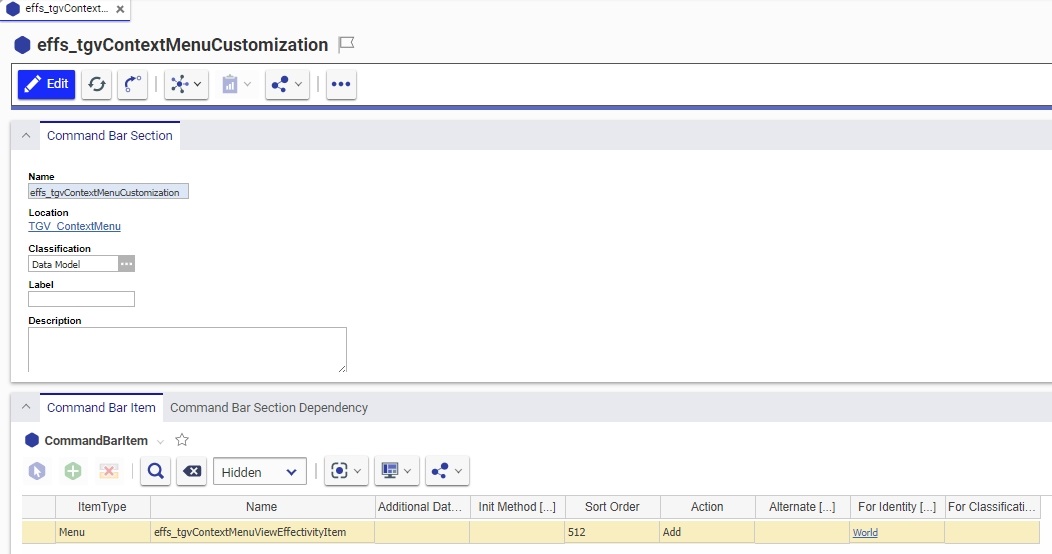 effs_tgvContext...
effs_tgvContextMenuCustomization
Edit
Command Bar Section
Name
effs_tgvContextMenuCustomization
Location
TGV_ContextMenu
Classification
Data Model
Label
Description
Command Bar Item Command Bar Section Dependency
CommandBarItem
Hidden
ItemType Name Additional Dat... Init Method [...] Sort Order Action Alternate [...] For Identity [...] For Classificati...
Menu effs_tgvContextMenuViewEffectivityItem 512 Add World